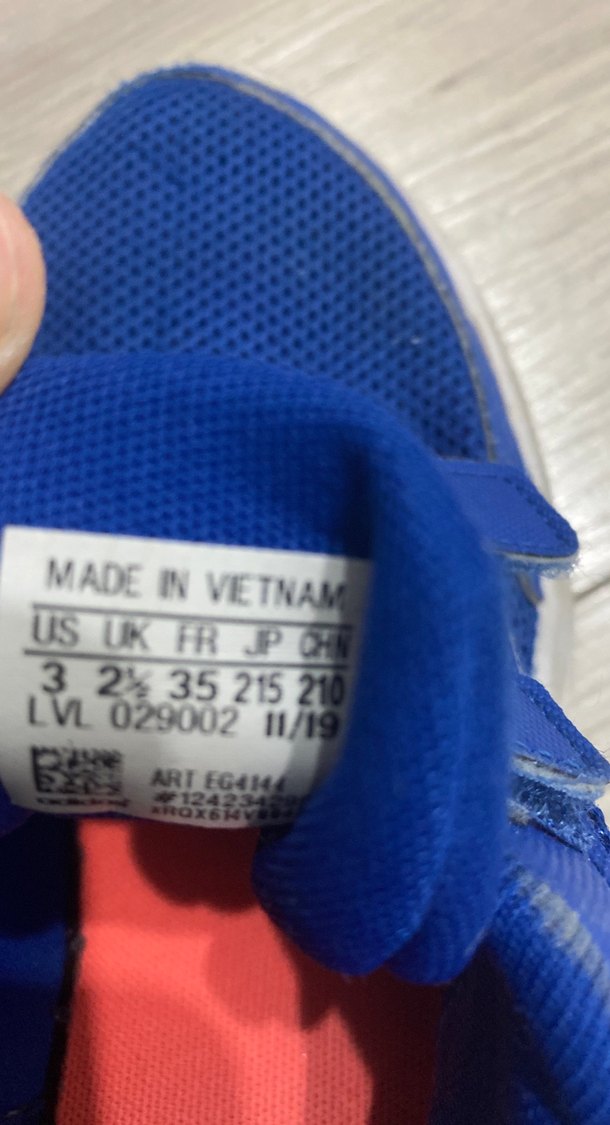 MADE IN VIETNAM
US UK FR JP CHN
3 2½ 35 215 210
LVL 029002 11/19
ART EG4144
adidas